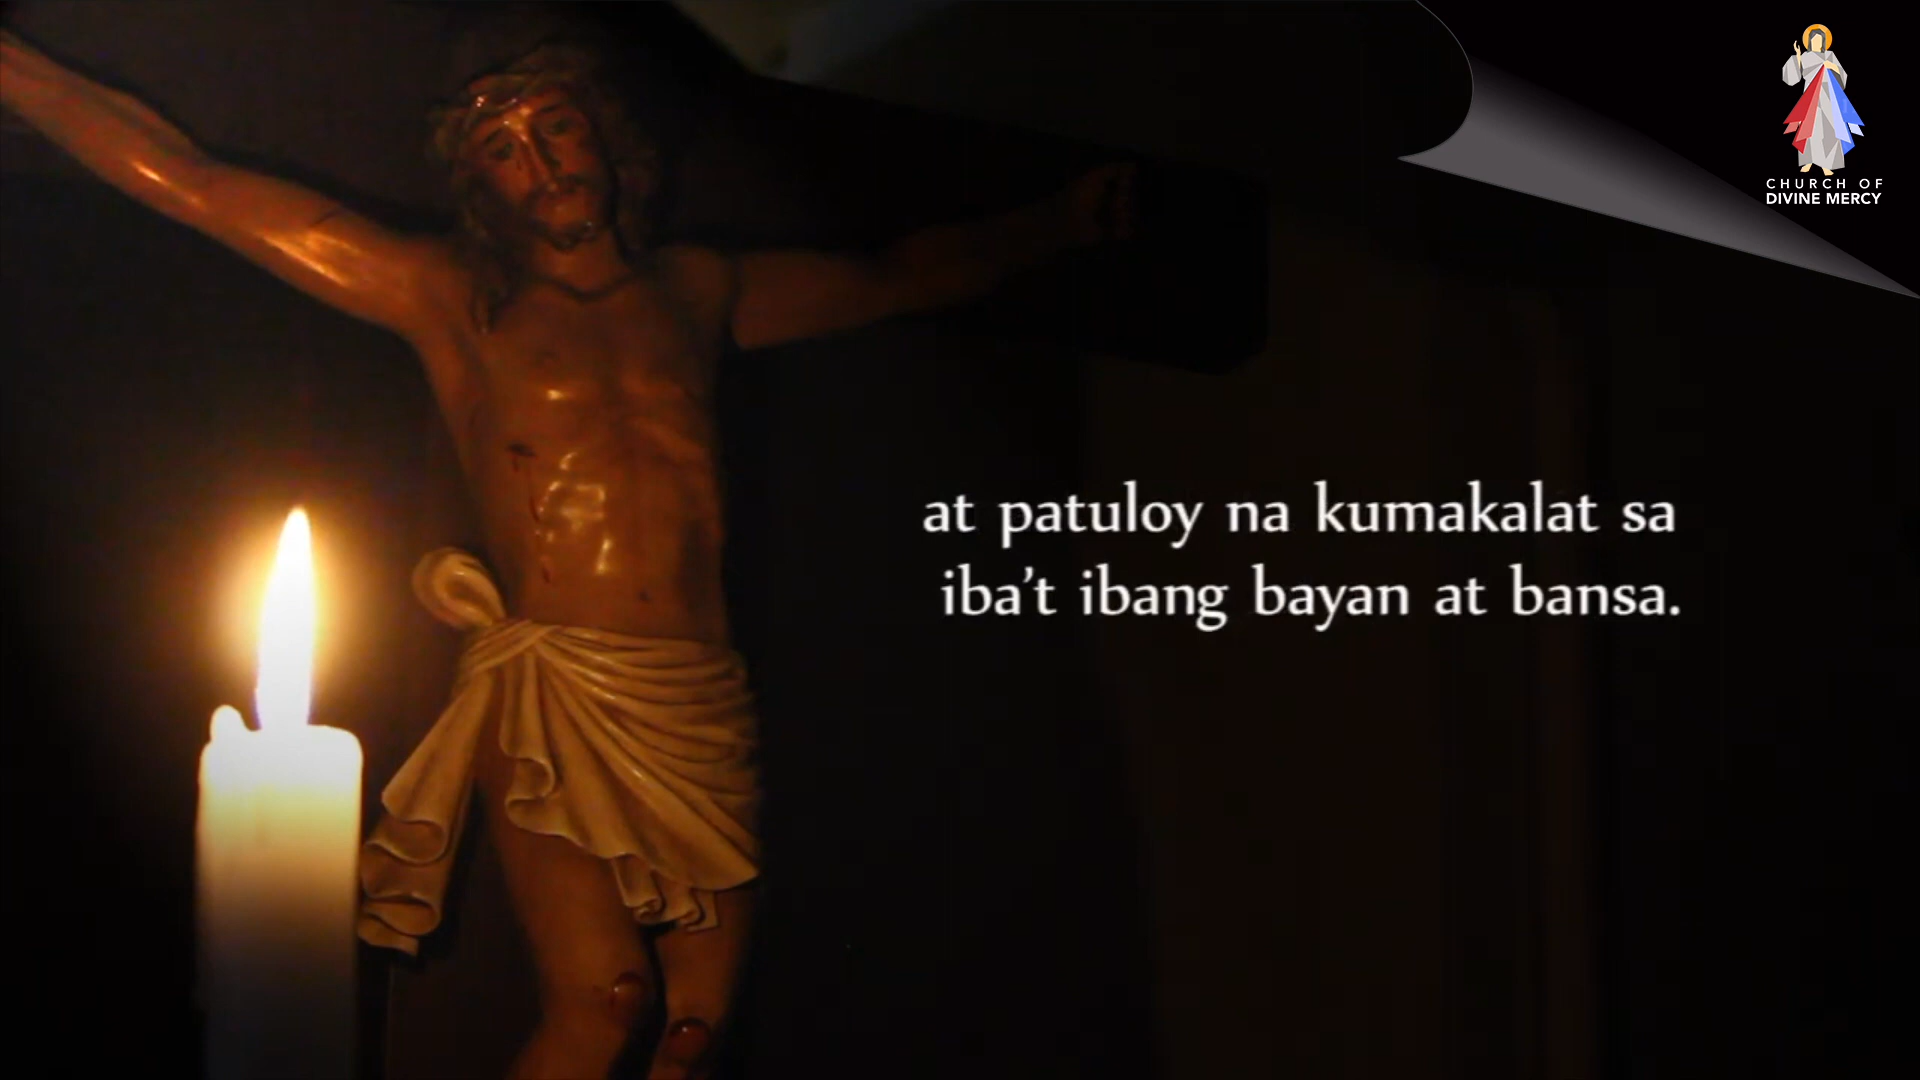 CHURCH OF
DIVINE MERCY
at patuloy na kumakalat sa
iba’t ibang bayan at bansa.